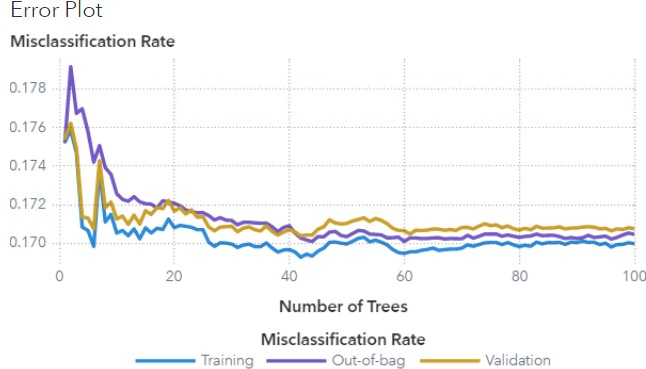 Error Plot
Misclassification Rate
0.178
0.176
0.174
0.172
0.170
0 20 40 60 80 100
Number of Trees
Misclassification Rate
Training Out-of-bag Validation